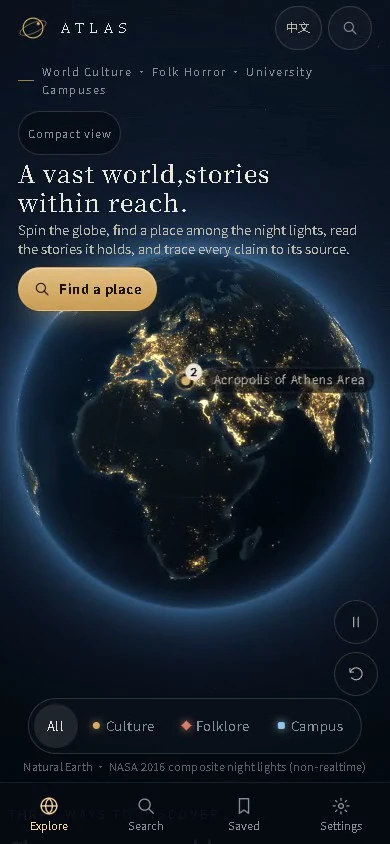 ATLAS
中文
World Culture • Folk Horror • University
Campuses
Compact view
A vast world,stories
within reach.
Spin the globe, find a place among the night lights, read
the stories it holds, and trace every claim to its source.
Find a place
2
Acropolis of Athens Area
All
Culture
Folklore
Campus
Natural Earth • NASA 2016 composite night lights (non-realtime)
Explore
Search
Saved
Settings